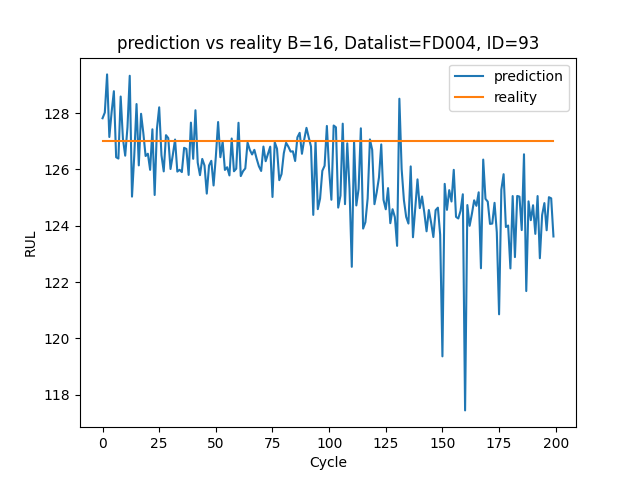 prediction vs reality B=16, Datalist=FD004, ID=93
prediction
reality
RUL
128
126
124
122
120
118
0 25 50 75 100 125 150 175 200
Cycle